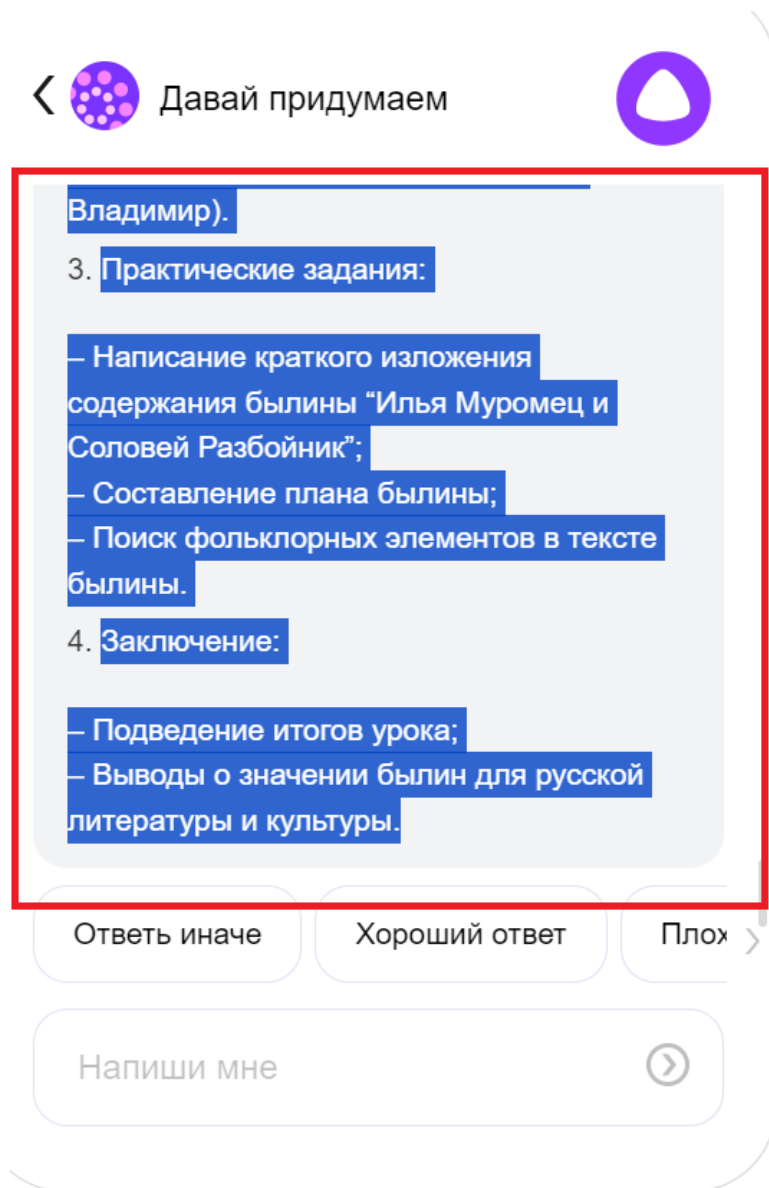 Давай придумаем
Владимир).
3. Практические задания:
– Написание краткого изложения
содержания былины “Илья Муромец и
Соловей Разбойник”;
– Составление плана былины;
– Поиск фольклорных элементов в тексте
былины.
4. Заключение:
– Подведение итогов урока;
– Выводы о значении былин для русской
литературы и культуры.
Ответь иначе
Хороший ответ
Плох
Напиши мне